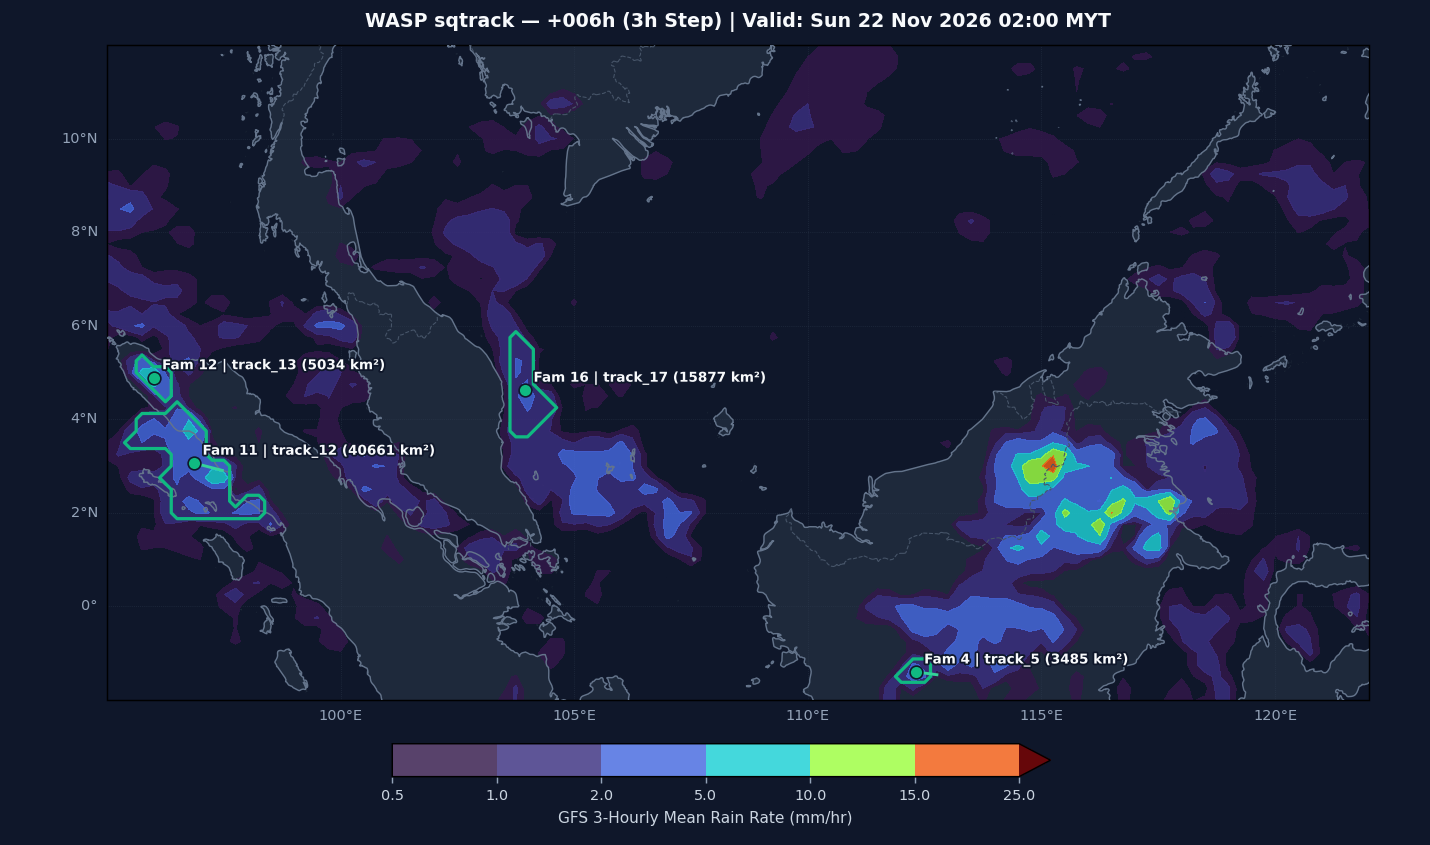 WASP sqtrack — +006h (3h Step) | Valid: Sun 22 Nov 2026 02:00 MYT
10°N
8°N
6°N
4°N
2°N
0°
Fam 12 | track_13 (5034 km²)
Fam 16 | track_17 (15877 km²)
Fam 11 | track_12 (40661 km²)
Fam 4 | track_5 (3485 km²)
100°E
105°E
110°E
115°E
120°E
0.5
1.0
2.0
5.0
10.0
15.0
25.0
GFS 3-Hourly Mean Rain Rate (mm/hr)